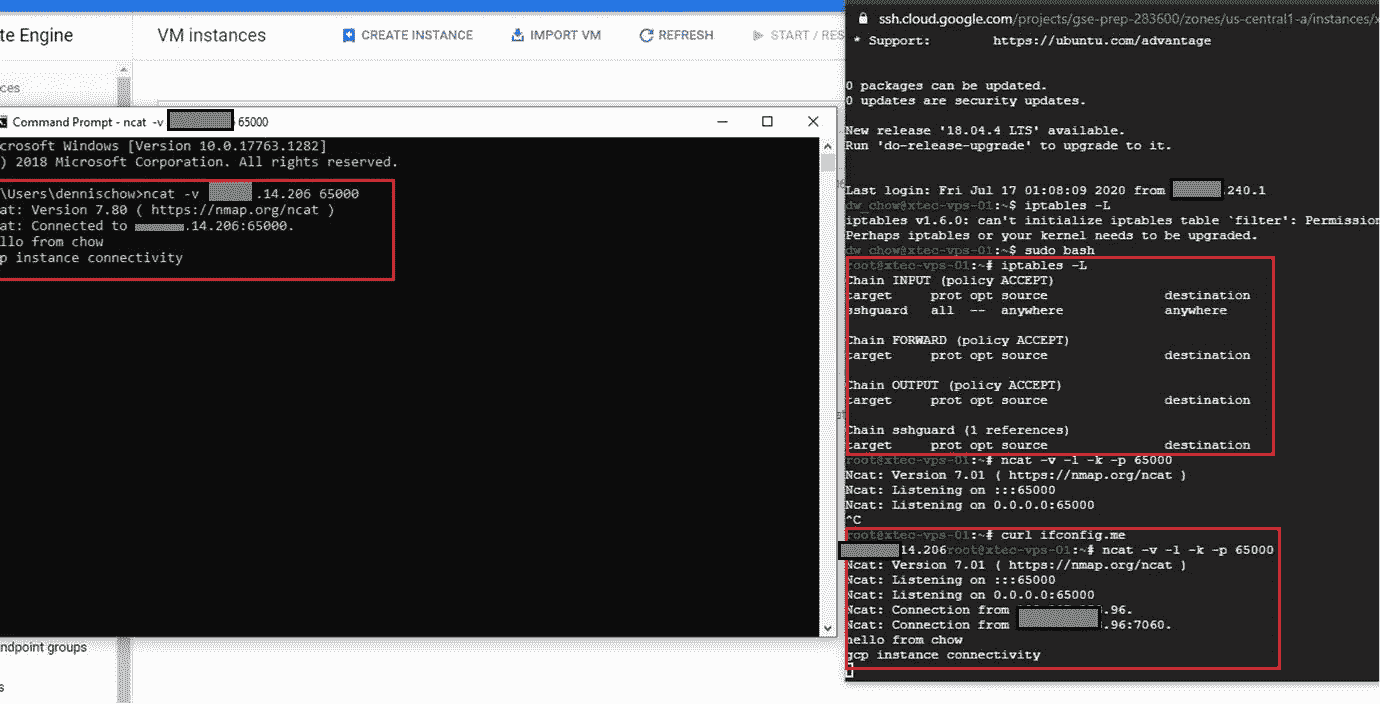 te Engine
VM instances
CREATE INSTANCE
IMPORT VM
REFRESH
START / RES
ces
Command Prompt - ncat -v 65000
crosoft Windows [Version 10.0.17763.1282]
) 2018 Microsoft Corporation. All rights reserved.
\Users\dennischow>ncat -v .14.206 65000
at: Version 7.80 ( https://nmap.org/ncat )
at: Connected to .14.206:65000.
llo from chow
p instance connectivity
ndpoint groups
s
ssh.cloud.google.com/projects/gse-prep-283600/zones/us-central1-a/instances/x
* Support: https://ubuntu.com/advantage
0 packages can be updated.
0 updates are security updates.
New release '18.04.4 LTS' available.
Run 'do-release-upgrade' to upgrade to it.
Last login: Fri Jul 17 01:08:09 2020 from .240.1
dw_chow@xtec-vps-01:~$ iptables -L
iptables v1.6.0: can't initialize iptables table `filter': Permission
Perhaps iptables or your kernel needs to be upgraded.
dw_chow@xtec-vps-01:~$ sudo bash
root@xtec-vps-01:~# iptables -L
Chain INPUT (policy ACCEPT)
target prot opt source destination
sshguard all -- anywhere anywhere
Chain FORWARD (policy ACCEPT)
target prot opt source destination
Chain OUTPUT (policy ACCEPT)
target prot opt source destination
Chain sshguard (1 references)
target prot opt source destination
root@xtec-vps-01:~# ncat -v -l -k -p 65000
Ncat: Version 7.01 ( https://nmap.org/ncat )
Ncat: Listening on :::65000
Ncat: Listening on 0.0.0.0:65000
^C
root@xtec-vps-01:~# curl ifconfig.me
14.206root@xtec-vps-01:~# ncat -v -l -k -p 65000
Ncat: Version 7.01 ( https://nmap.org/ncat )
Ncat: Listening on :::65000
Ncat: Listening on 0.0.0.0:65000
Ncat: Connection from .96.
Ncat: Connection from .96:7060.
hello from chow
gcp instance connectivity